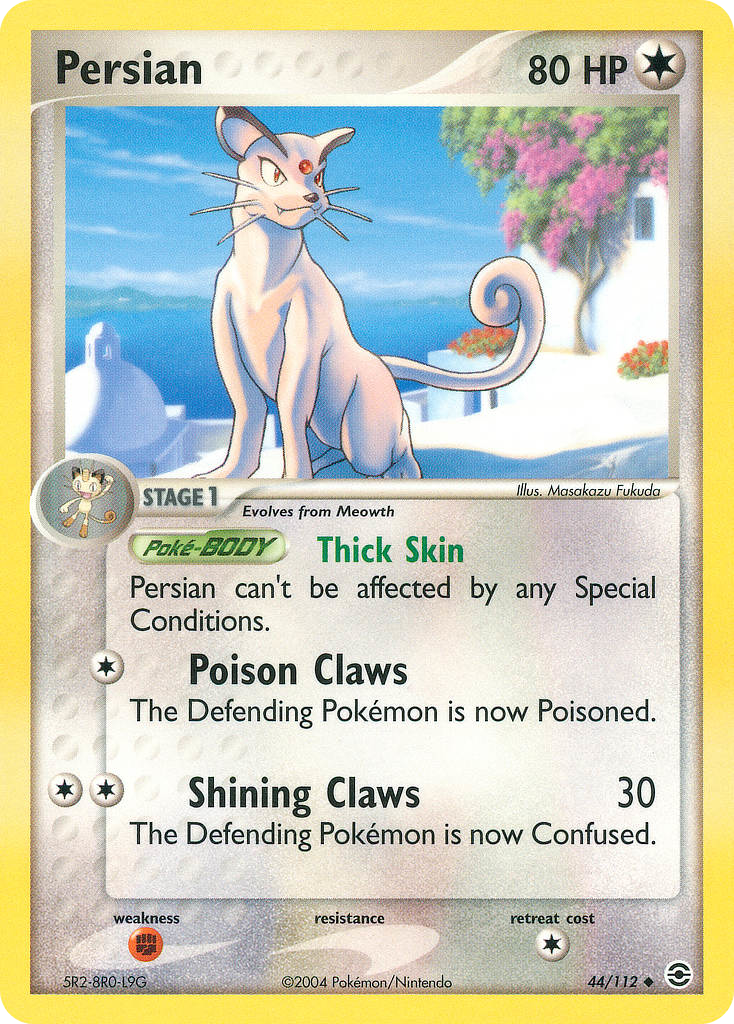 Persian
80 HP
Illus. Masakazu Fukuda
STAGE 1
Evolves from Meowth
Poké-BODY Thick Skin
Persian can't be affected by any Special
Conditions.
Poison Claws
The Defending Pokémon is now Poisoned.
Shining Claws 30
The Defending Pokémon is now Confused.
weakness resistance retreat cost
5R2-8R0-L9G ©2004 Pokémon/Nintendo 44/112